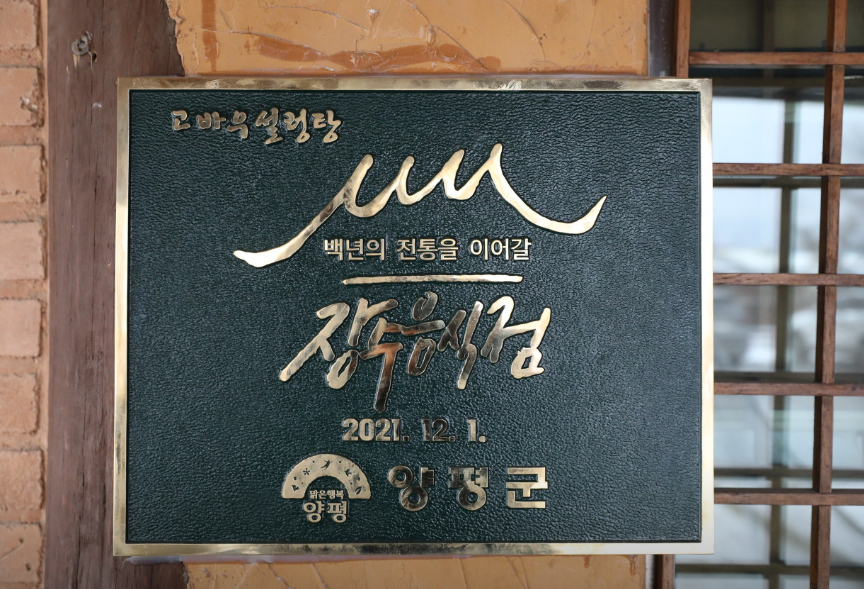 고바우설렁탕
백년의 전통을 이어갈
장수음식점
2021. 12. 1.
맑은행복
양평
양평군